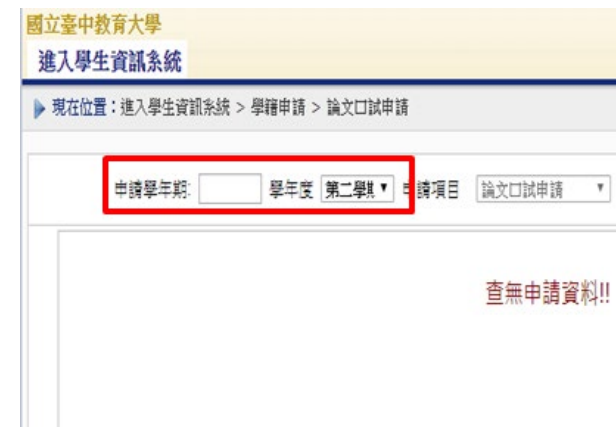 國立臺中教育大學
進入學生資訊系統
現在位置：進入學生資訊系統 > 學籍申請 > 論文口試申請
申請學年期: 學年度 第二學期 申請項目 論文口試申請
查無申請資料!!